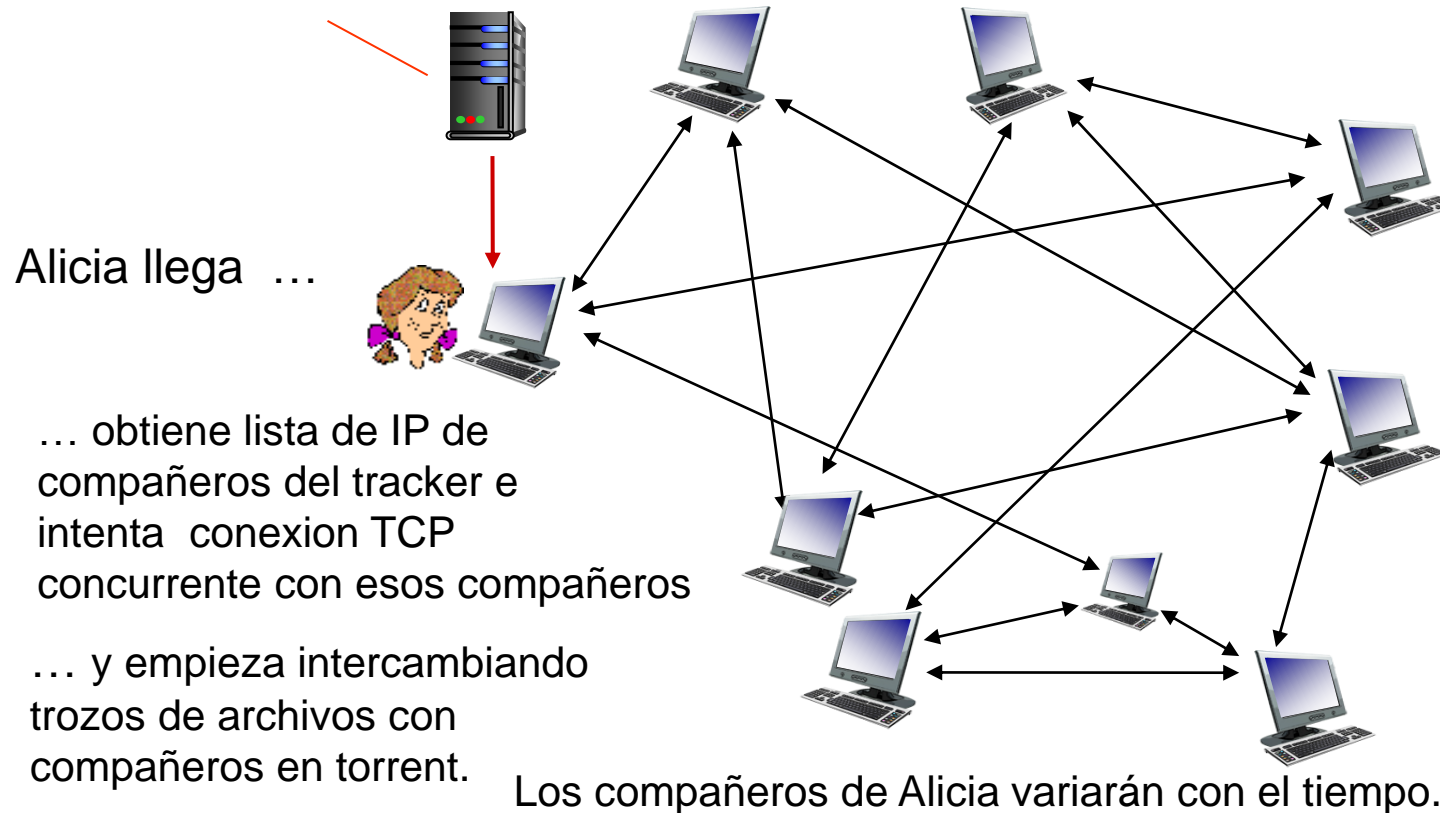 Alicia llega …
… obtiene lista de IP de
compañeros del tracker e
intenta conexion TCP
concurrente con esos compañeros
… y empieza intercambiando
trozos de archivos con
compañeros en torrent.
Los compañeros de Alicia variarán con el tiempo.